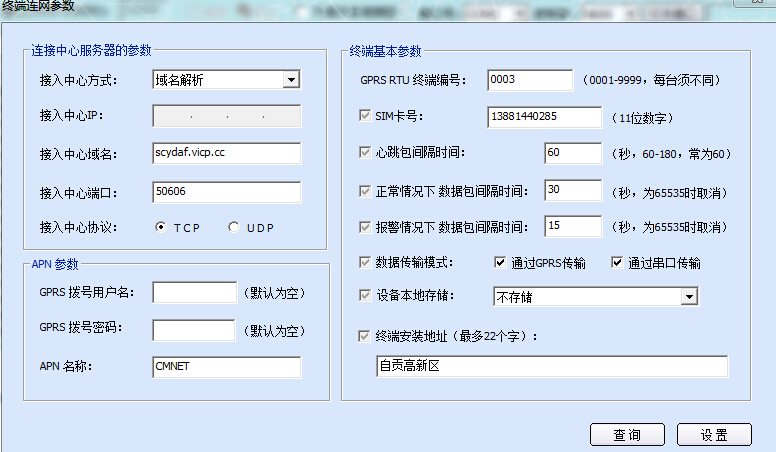 终端连网参数
连接中心服务器的参数
接入中心方式： 域名解析
接入中心IP： . . .
接入中心域名： scydaf.vicp.cc
接入中心端口： 50606
接入中心协议： TCP UDP
APN 参数
GPRS 拨号用户名： （默认为空）
GPRS 拨号密码： （默认为空）
APN 名称： CMNET
终端基本参数
GPRS RTU 终端编号： 0003 （0001-9999，每台须不同）
SIM卡号： 13881440285 （11位数字）
心跳包间隔时间： 60 （秒，60-180，常为60）
正常情况下 数据包间隔时间： 30 （秒，为65535时取消）
报警情况下 数据包间隔时间： 15 （秒，为65535时取消）
数据传输模式： 通过GPRS传输 通过串口传输
设备本地存储： 不存储
终端安装地址（最多22个字）：
自贡高新区
查 询 设 置